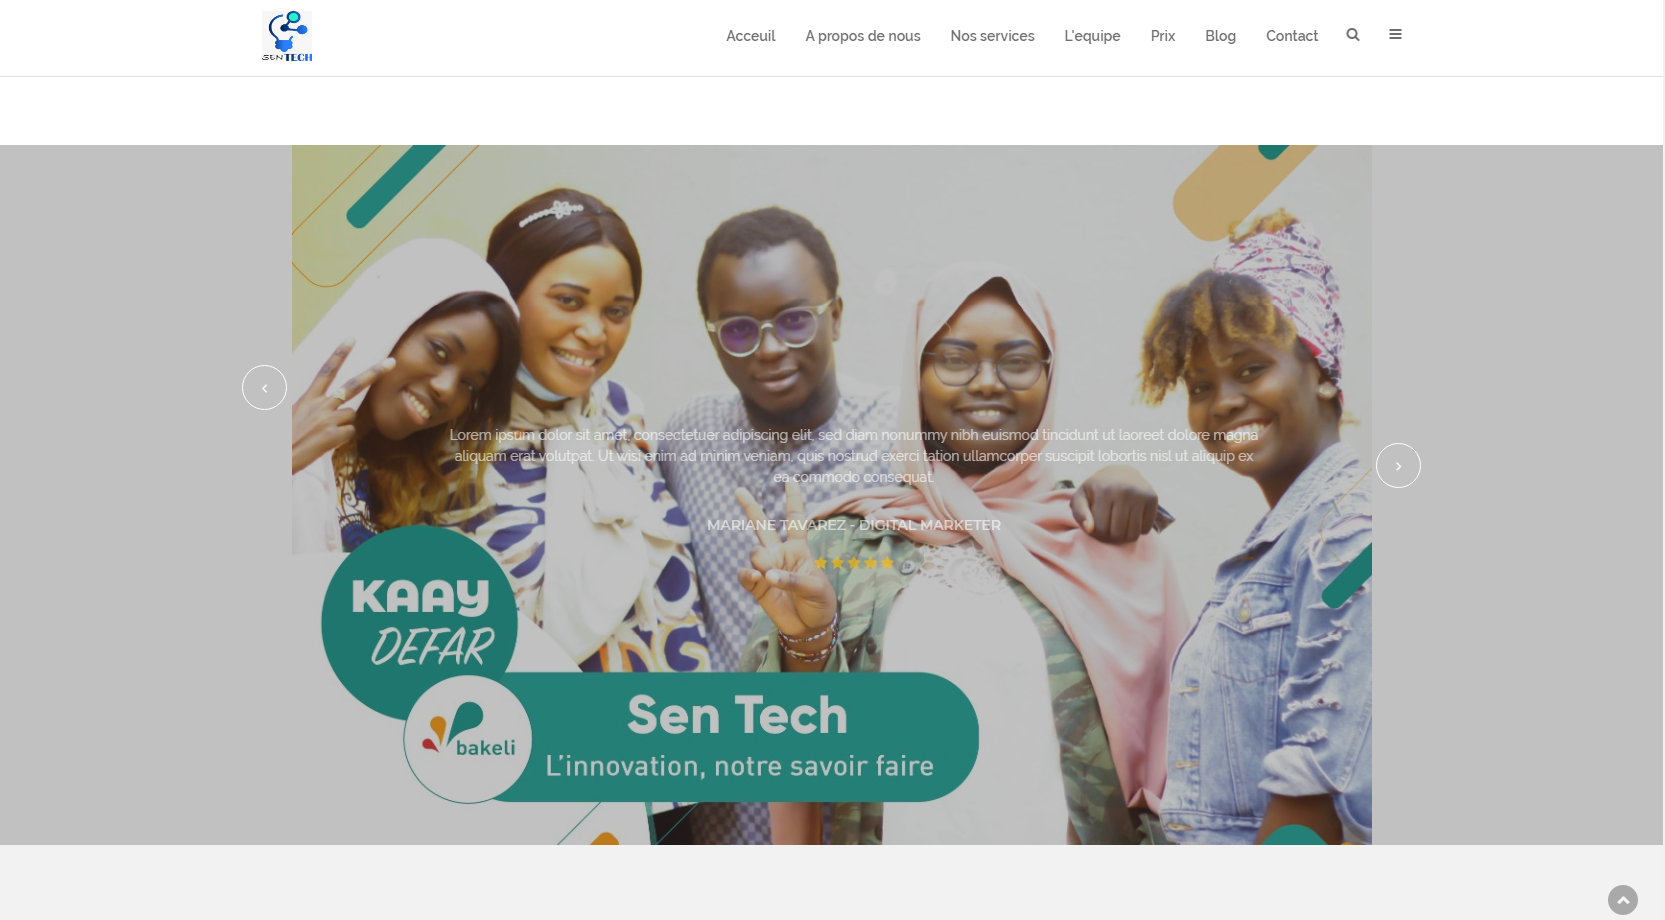 SENTECH
Acceuil A propos de nous Nos services L'equipe Prix Blog Contact
Lorem ipsum dolor sit amet, consectetuer adipiscing elit, sed diam nonummy nibh euismod tincidunt ut laoreet dolore magna
aliquam erat volutpat. Ut wisi enim ad minim veniam, quis nostrud exerci tation ullamcorper suscipit lobortis nisl ut aliquip ex
ea commodo consequat.
MARIANE TAVAREZ - DIGITAL MARKETER
KAAY
DEFAR
bakeli
Sen Tech
L'innovation, notre savoir faire